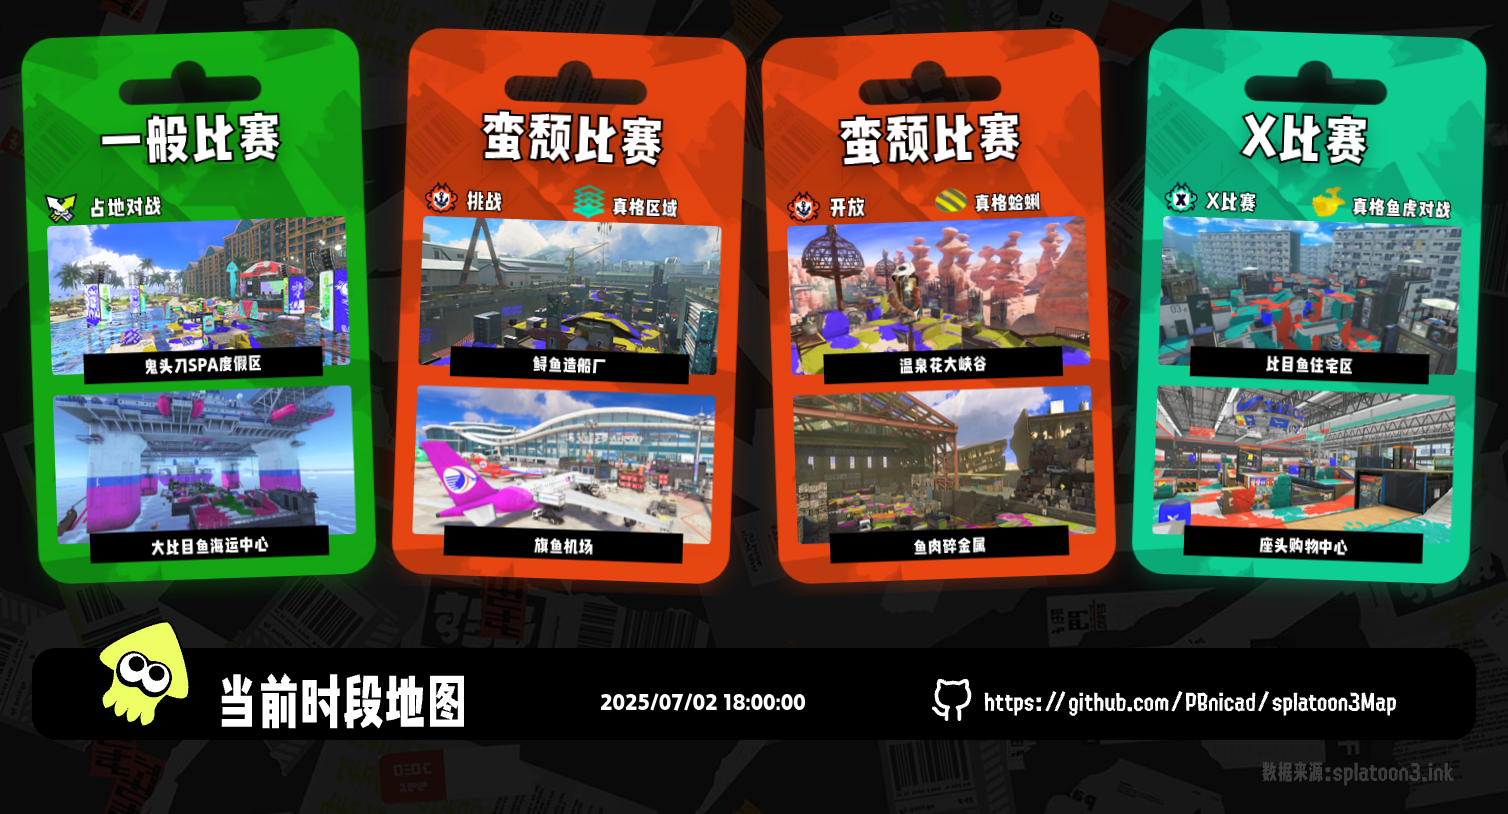 一般比赛
占地对战
鬼头刀SPA度假区
大比目鱼海运中心
蛮颓比赛
挑战
真格区域
鲟鱼造船厂
旗鱼机场
蛮颓比赛
开放
真格蛤蜊
温泉花大峡谷
鱼肉碎金属
X比赛
X比赛
真格鱼虎对战
比目鱼住宅区
座头购物中心
当前时段地图
2025/07/02 18:00:00
https://github.com/PBnicad/splatoon3Map
数据来源:splatoon3.ink